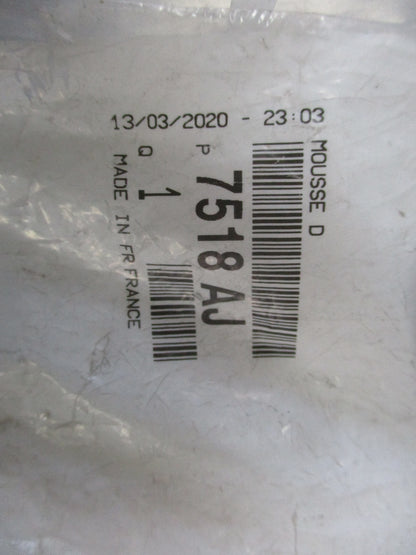 13/03/2020 - 23:03
MOUSSE D
P 7518 AJ
Q 1
MADE IN FR FRANCE